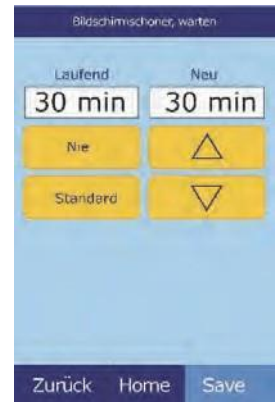 Bildschirmschoner, warten
Laufend Neu
30 min 30 min
Nie
Standard
Zurück Home Save